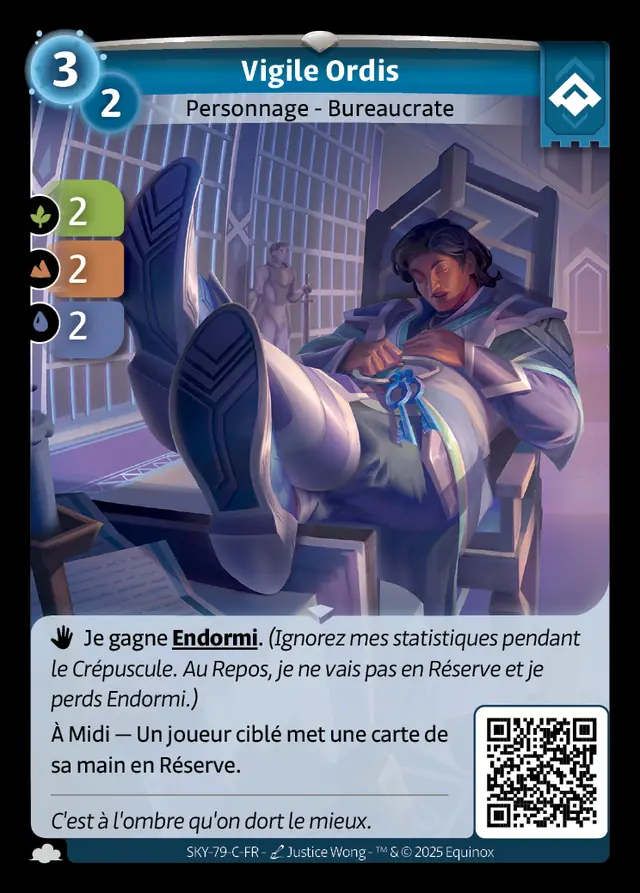 3
Vigile Ordis
2
Personnage - Bureaucrate
2
2
2
Je gagne Endormi. (Ignorez mes statistiques pendant
le Crépuscule. Au Repos, je ne vais pas en Réserve et je
perds Endormi.)
À Midi — Un joueur ciblé met une carte de
sa main en Réserve.
C'est à l'ombre qu'on dort le mieux.
SKY-79-C-FR - Justice Wong - ™ & © 2025 Equinox